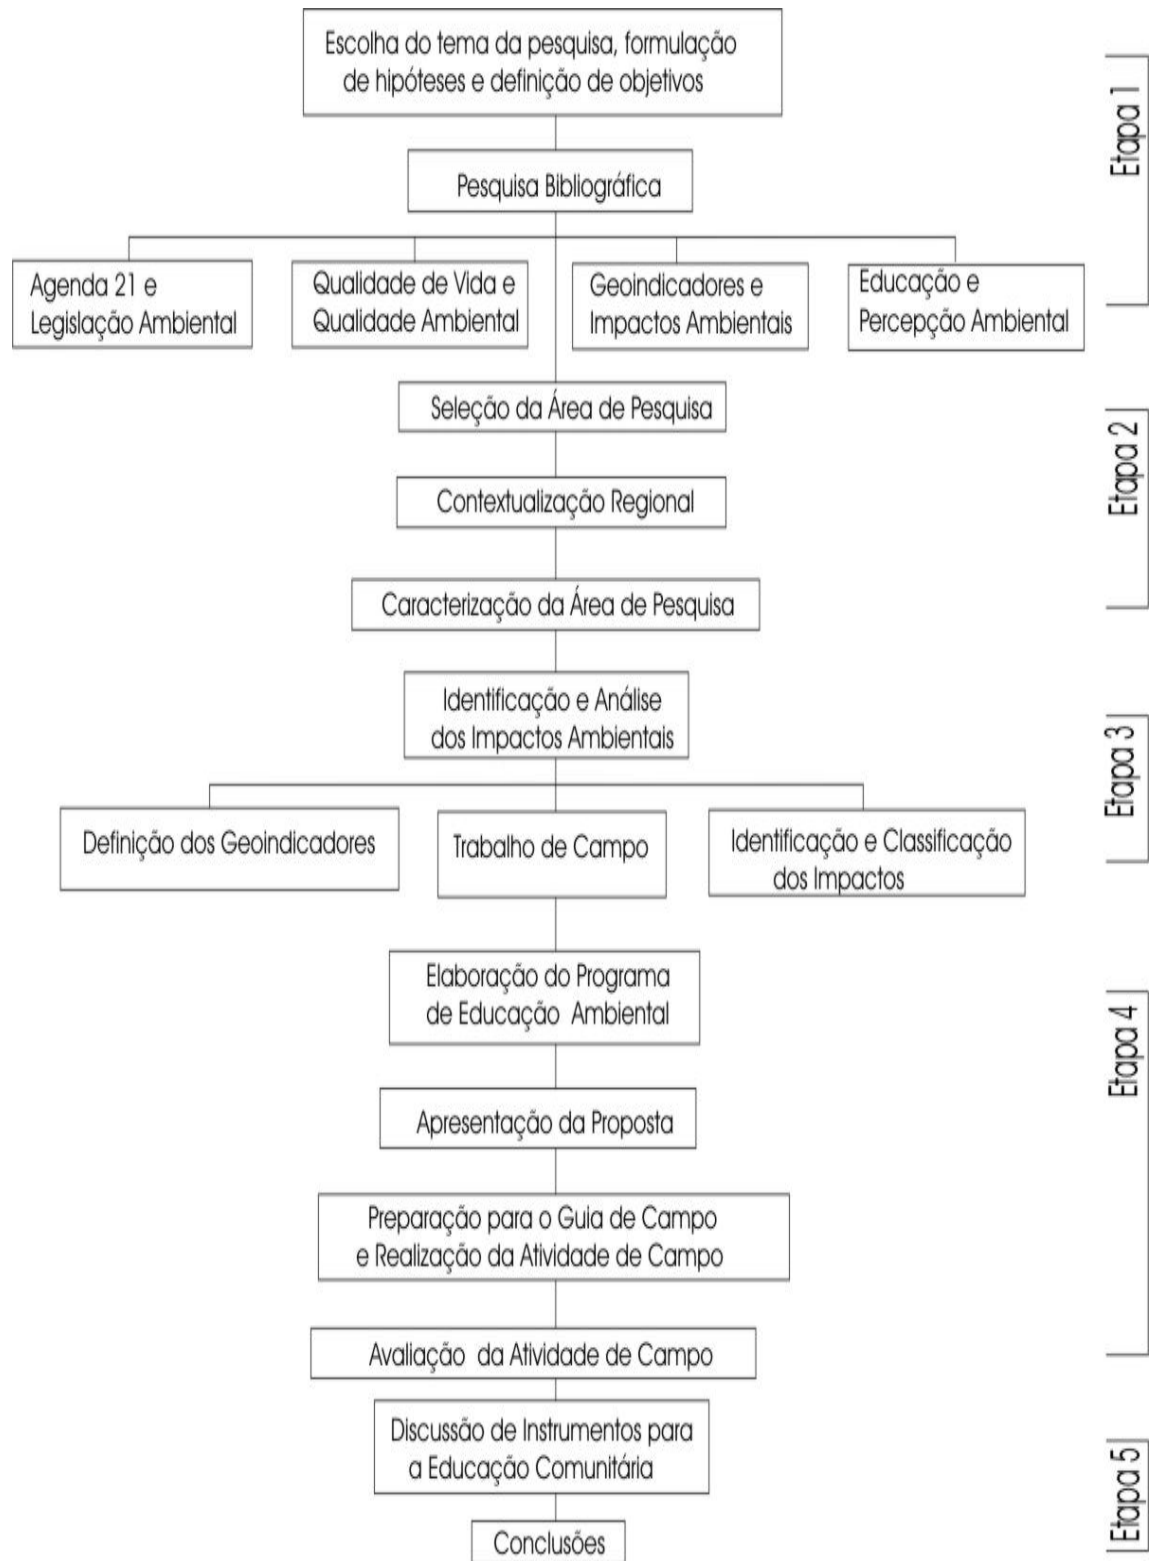 Escolha do tema da pesquisa, formulação
de hipóteses e definição de objetivos
Etapa 1
Pesquisa Bibliográfica
Agenda 21 e
Legislação Ambiental
Qualidade de Vida e
Qualidade Ambiental
Geoindicadores e
Impactos Ambientais
Educação e
Percepção Ambiental
Seleção da Área de Pesquisa
Etapa 2
Contextualização Regional
Caracterização da Área de Pesquisa
Identificação e Análise
dos Impactos Ambientais
Etapa 3
Definição dos Geoindicadores
Trabalho de Campo
Identificação e Classificação
dos Impactos
Elaboração do Programa
de Educação Ambiental
Etapa 4
Apresentação da Proposta
Preparação para o Guia de Campo
e Realização da Atividade de Campo
Avaliação da Atividade de Campo
Discussão de Instrumentos para
a Educação Comunitária
Etapa 5
Conclusões